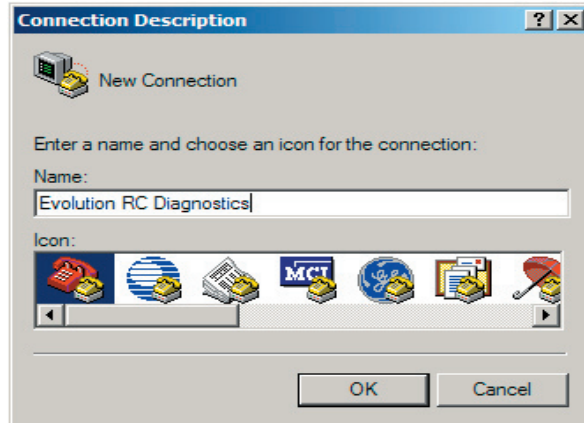 Connection Description
New Connection
Enter a name and choose an icon for the connection:
Name:
Evolution RC Diagnostics
Icon:
MCI
OK Cancel